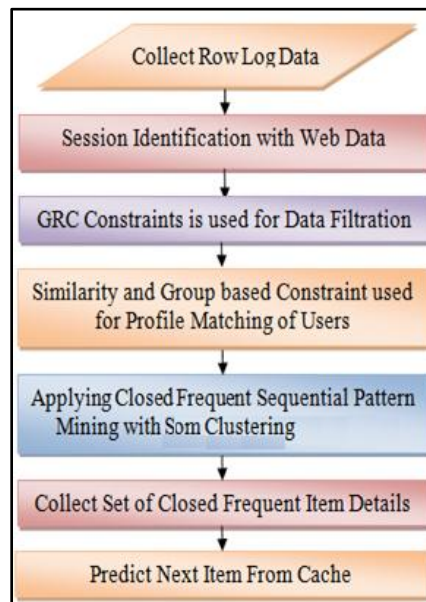 Collect Row Log Data
Session Identification with Web Data
GRC Constraints is used for Data Filtration
Similarity and Group based Constraint used
for Profile Matching of Users
Applying Closed Frequent Sequential Pattern
Mining with Som Clustering
Collect Set of Closed Frequent Item Details
Predict Next Item From Cache